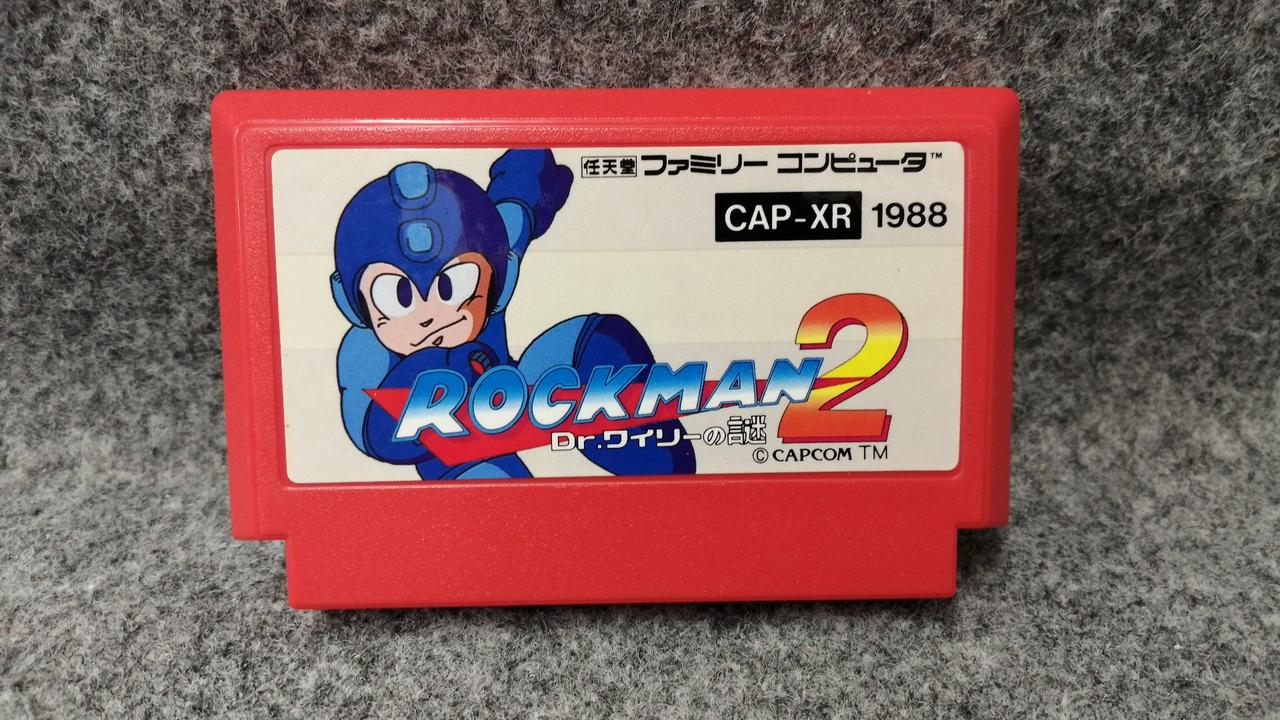 任天堂 ファミリー コンピュータ™
CAP-XR 1988
ROCKMAN 2
Dr.ワイリーの謎
© CAPCOM TM